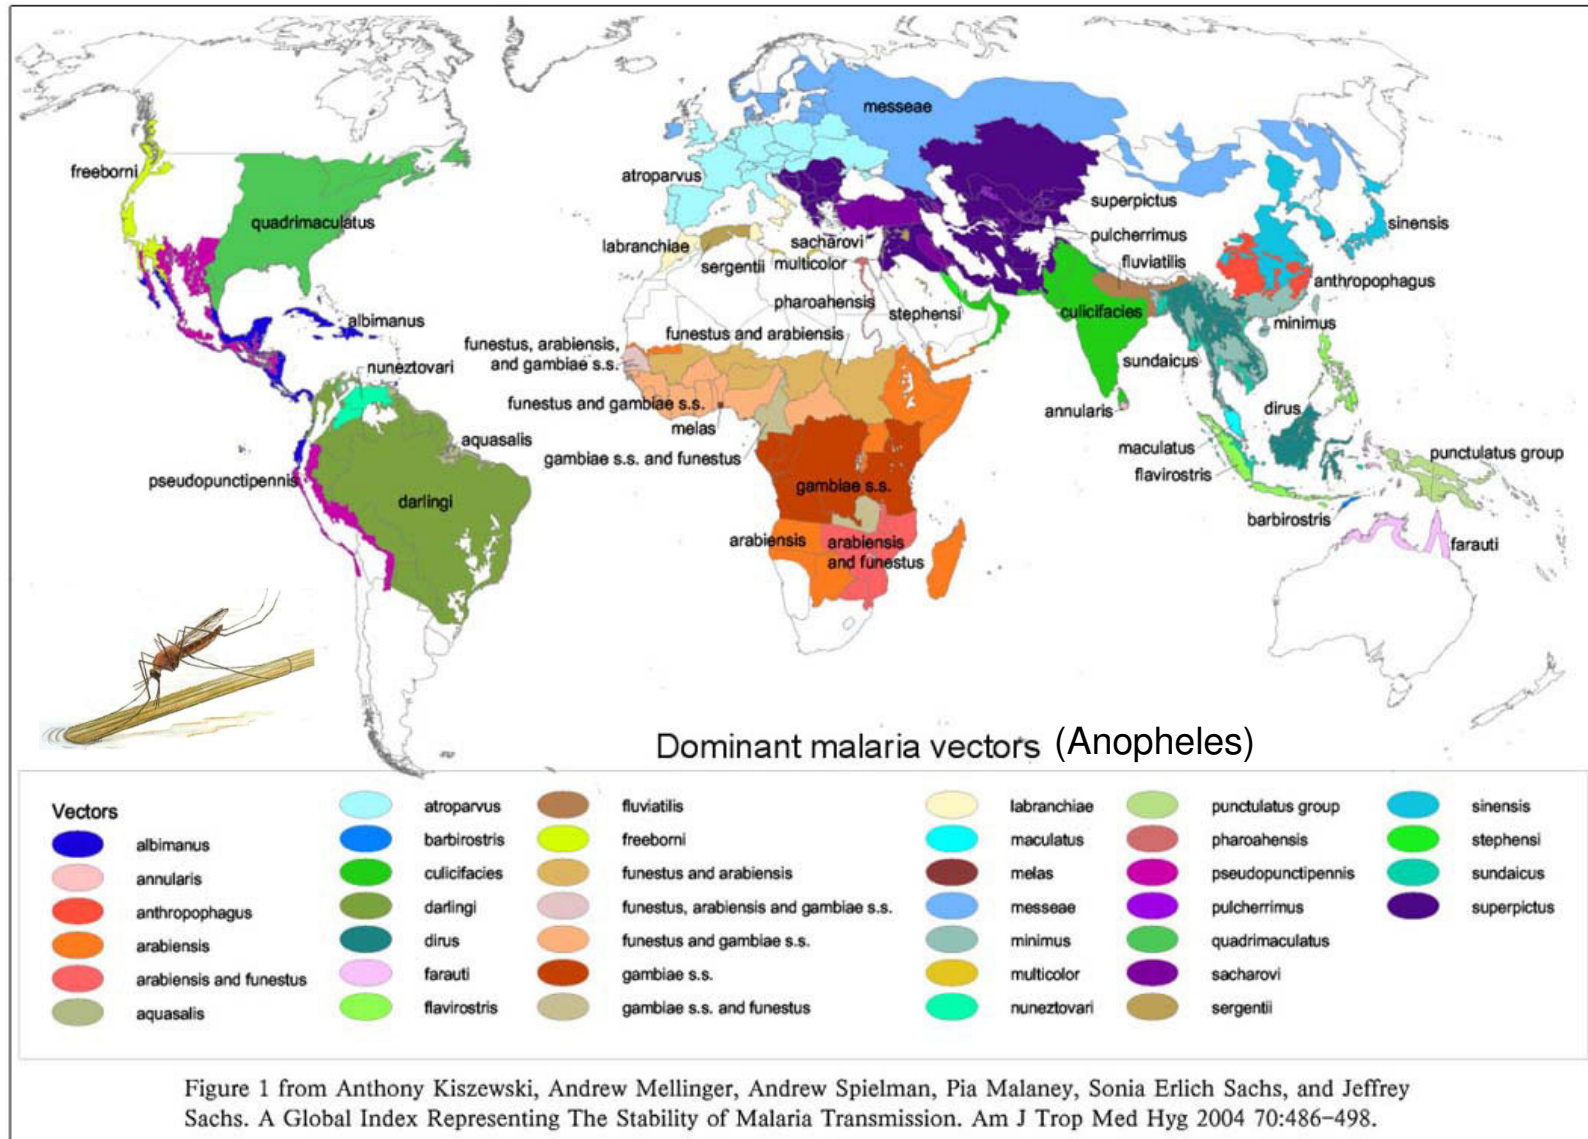 messeae
freeborni
atroparvus
quadrimaculatus
superpictus
sinensis
labranchiae
sacharovi
pulcherrimus
sergentii
multicolor
fluviatilis
anthropophagus
pharoahensis
stephensi
culicifacies
albimanus
minimus
funestus and arabiensis
funestus, arabiensis,
and gambiae s.s.
nuneztovari
sundaicus
funestus and gambiae s.s.
annularis
dirus
melas
aquasalis
gambiae s.s. and funestus
maculatus
punctulatus group
flavirostris
pseudopunctipennis
gambiae s.s.
darlingi
barbirostris
arabiensis
arabiensis
and funestus
farauti
Dominant malaria vectors (Anopheles)
Vectors
albimanus
annularis
anthropophagus
arabiensis
arabiensis and funestus
aquasalis
atroparvus
barbirostris
culicifacies
darlingi
dirus
farauti
flavirostris
fluviatilis
freeborni
funestus and arabiensis
funestus, arabiensis and gambiae s.s.
funestus and gambiae s.s.
gambiae s.s.
gambiae s.s. and funestus
labranchiae
maculatus
melas
messeae
minimus
multicolor
nuneztovari
punctulatus group
pharoahensis
pseudopunctipennis
pulcherrimus
quadrimaculatus
sacharovi
sergentii
sinensis
stephensi
sundaicus
superpictus
Figure 1 from Anthony Kiszewski, Andrew Mellinger, Andrew Spielman, Pia Malaney, Sonia Erlich Sachs, and Jeffrey
Sachs. A Global Index Representing The Stability of Malaria Transmission. Am J Trop Med Hyg 2004 70:486–498.